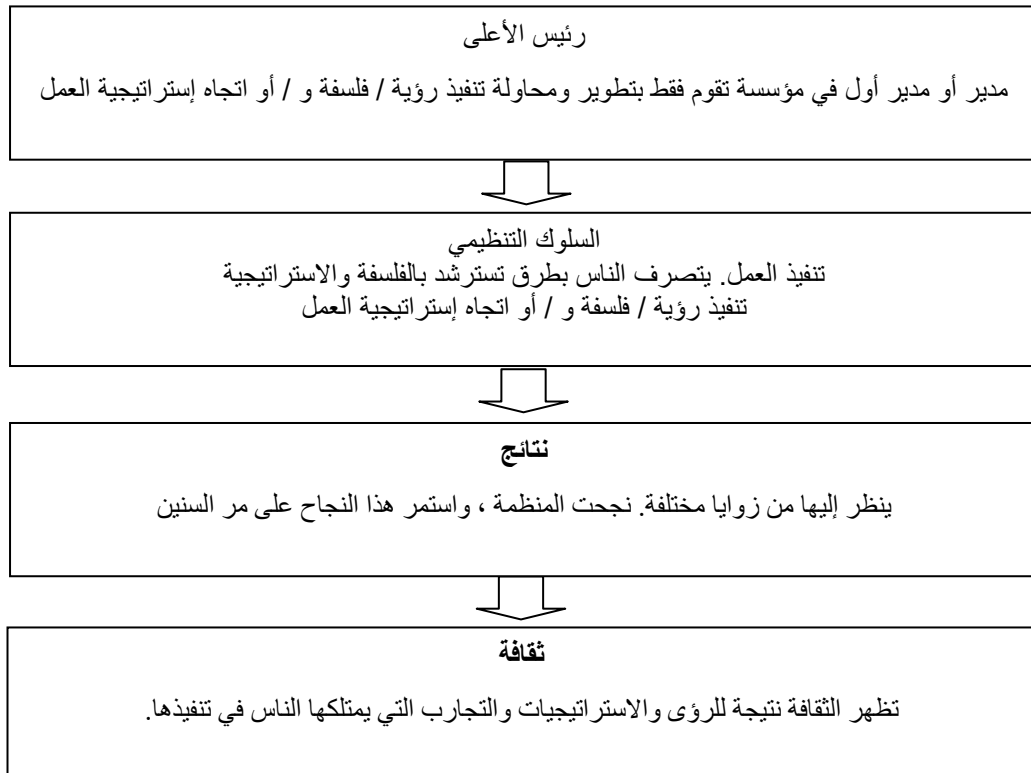 رئيس الأعلى
مدير أو مدير أول في مؤسسة تقوم فقط بتطوير ومحاولة تنفيذ رؤية / فلسفة و / أو اتجاه إستراتيجية العمل
السلوك التنظيمي
تنفيذ العمل. يتصرف الناس بطرق تسترشد بالفلسفة والاستراتيجية
تنفيذ رؤية / فلسفة و / أو اتجاه إستراتيجية العمل
نتائج
ينظر إليها من زوايا مختلفة. نجحت المنظمة ، واستمر هذا النجاح على مر السنين
ثقافة
تظهر الثقافة نتيجة للرؤى والاستراتيجيات والتجارب التي يمتلكها الناس في تنفيذها.